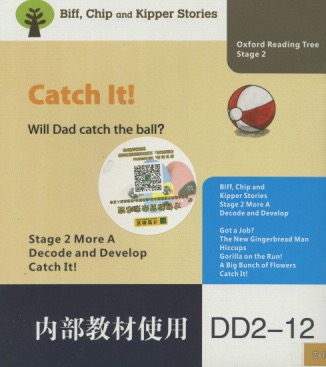 Biff, Chip and Kipper Stories
Oxford Reading Tree
Stage 2
Catch It!
Will Dad catch the ball?
Biff, Chip and
Kipper Stories
Stage 2 More A
Decode and Develop
Got a Job?
The New Gingerbread Man
Hiccups
Gorilla on the Run!
A Big Bunch of Flowers
Catch It!
Stage 2 More A
Decode and Develop
Catch It!
内部教材使用 DD2-12